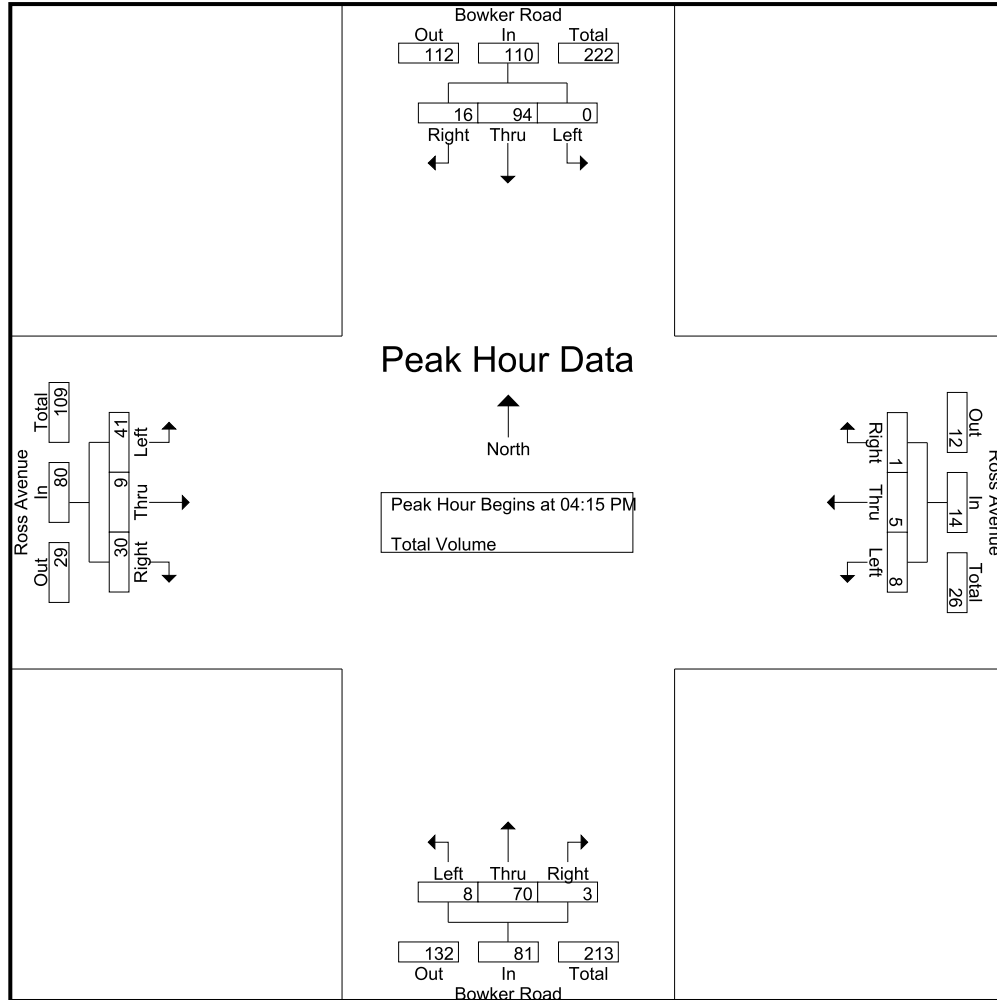 Bowker Road
Out In Total
112 110 222
16 94 0
Right Thru Left
Peak Hour Data
North
Peak Hour Begins at 04:15 PM
Total Volume
Ross Avenue
Out In Total
29 80 109
30 9 41
Right Thru Left
Ross Avenue
Out In Total
12 14 26
1 5 8
Right Thru Left
Left Thru Right
8 70 3
132 81 213
Out In Total
Bowker Road